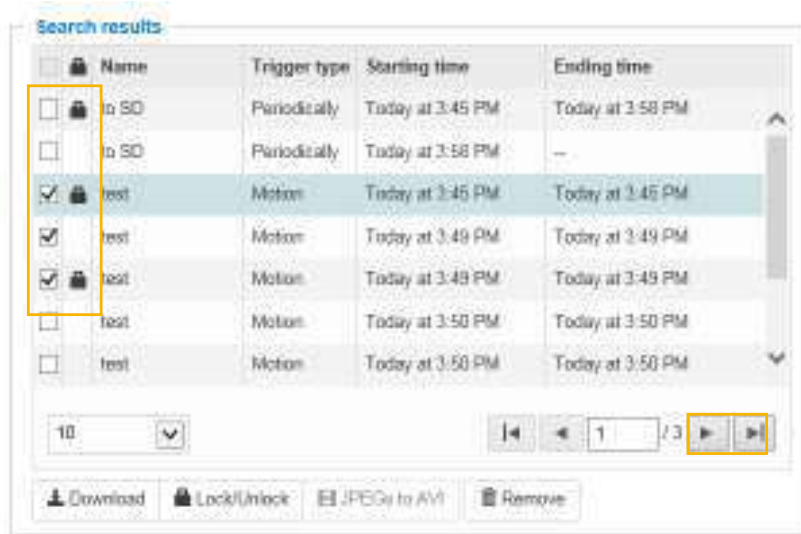 Search results
Name Trigger type Starting time Ending time
to SD Periodically Today at 3:45 PM Today at 3:58 PM
to SD Periodically Today at 3:58 PM --
test Motion Today at 3:45 PM Today at 3:45 PM
test Motion Today at 3:49 PM Today at 3:49 PM
test Motion Today at 3:49 PM Today at 3:49 PM
test Motion Today at 3:50 PM Today at 3:50 PM
test Motion Today at 3:50 PM Today at 3:50 PM
10 1 / 3
Download Lock/Unlock JPEGs to AVI Remove